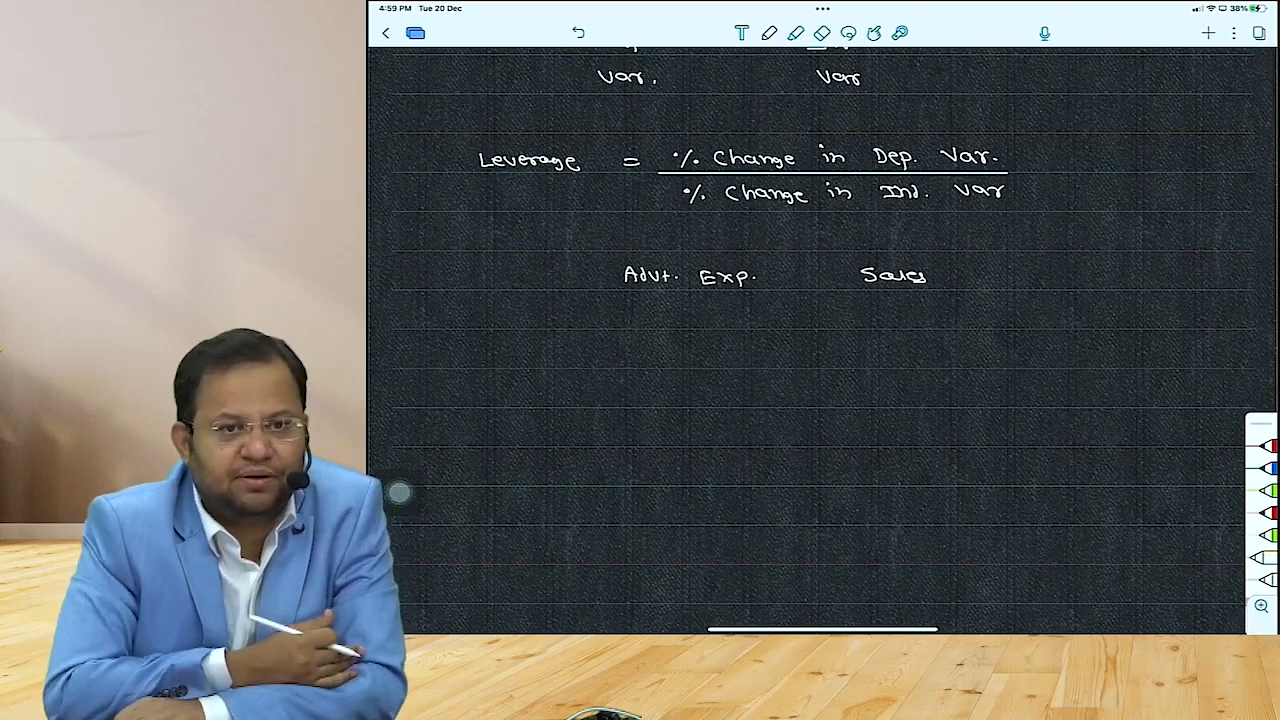 4:59 PM Tue 20 Dec
38%
T
Var. Var
Leverage = % Change in Dep. Var.
% Change in Ind. Var
Advt. Exp. Sales